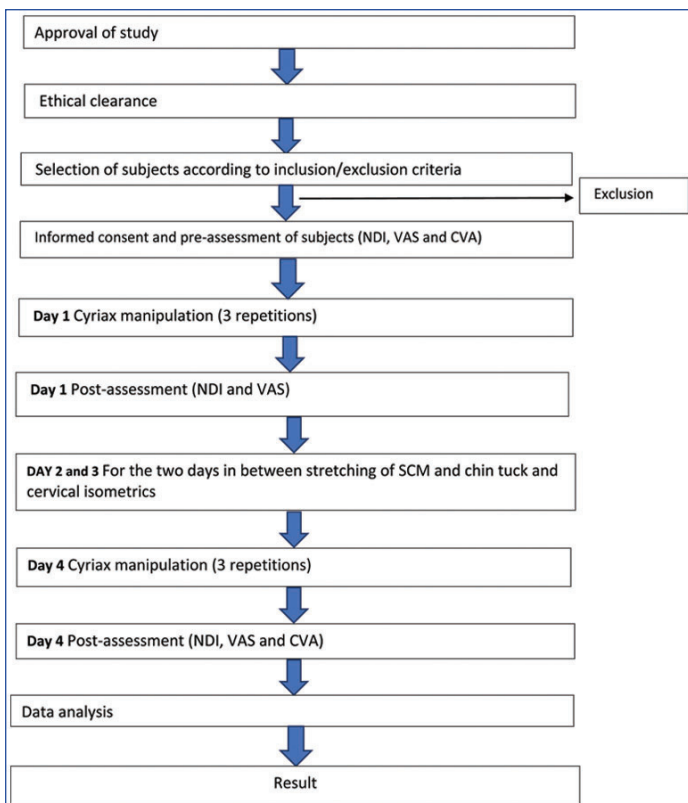 Approval of study
Ethical clearance
Selection of subjects according to inclusion/exclusion criteria
Exclusion
Informed consent and pre-assessment of subjects (NDI, VAS and CVA)
Day 1 Cyriax manipulation (3 repetitions)
Day 1 Post-assessment (NDI and VAS)
DAY 2 and 3 For the two days in between stretching of SCM and chin tuck and
cervical isometrics
Day 4 Cyriax manipulation (3 repetitions)
Day 4 Post-assessment (NDI, VAS and CVA)
Data analysis
Result